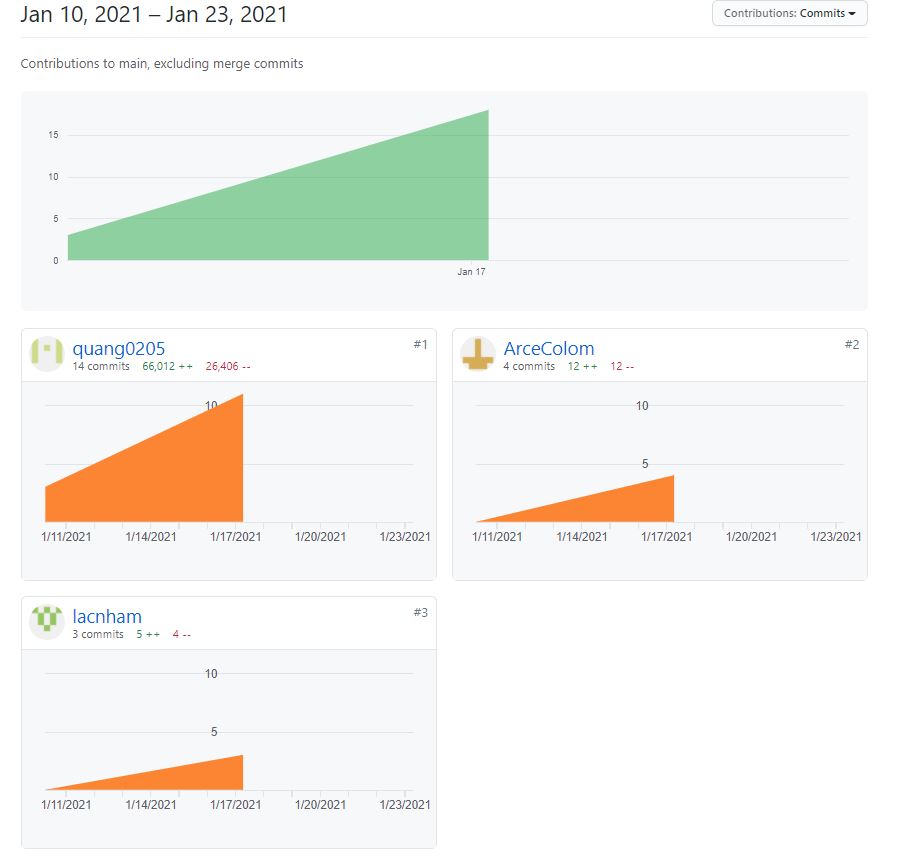 Jan 10, 2021 – Jan 23, 2021
Contributions: Commits
Contributions to main, excluding merge commits
15
10
5
0
Jan 17
quang0205
#1
14 commits 66,012 ++ 26,406 --
10
1/11/2021 1/14/2021 1/17/2021 1/20/2021 1/23/2021
ArceColom
#2
4 commits 12 ++ 12 --
10
5
1/11/2021 1/14/2021 1/17/2021 1/20/2021 1/23/2021
lacnham
#3
3 commits 5 ++ 4 --
10
5
1/11/2021 1/14/2021 1/17/2021 1/20/2021 1/23/2021